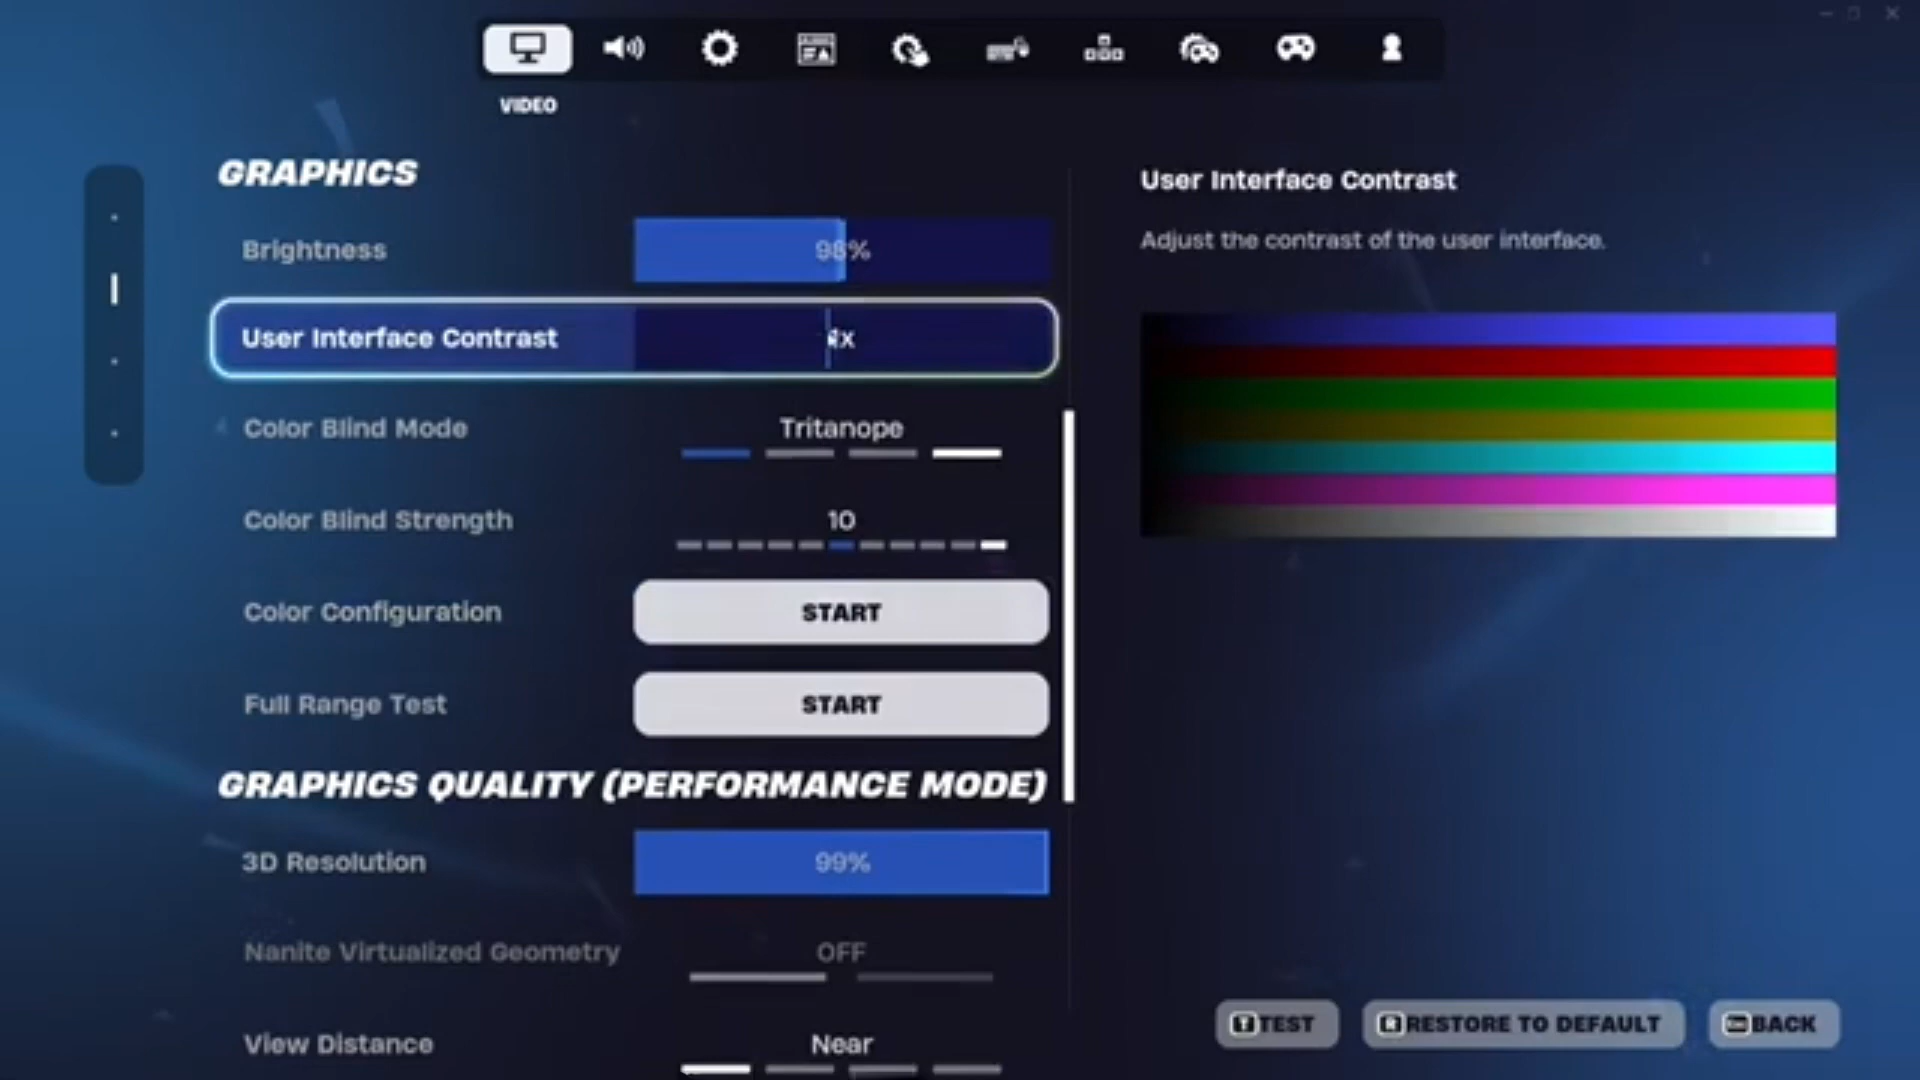 VIDEO
GRAPHICS
Brightness
98%
User Interface Contrast
1x
Color Blind Mode
Tritanope
Color Blind Strength
10
Color Configuration
START
Full Range Test
START
GRAPHICS QUALITY (PERFORMANCE MODE)
3D Resolution
99%
Nanite Virtualized Geometry
OFF
View Distance
Near
User Interface Contrast
Adjust the contrast of the user interface.
T TEST
R RESTORE TO DEFAULT
BACK